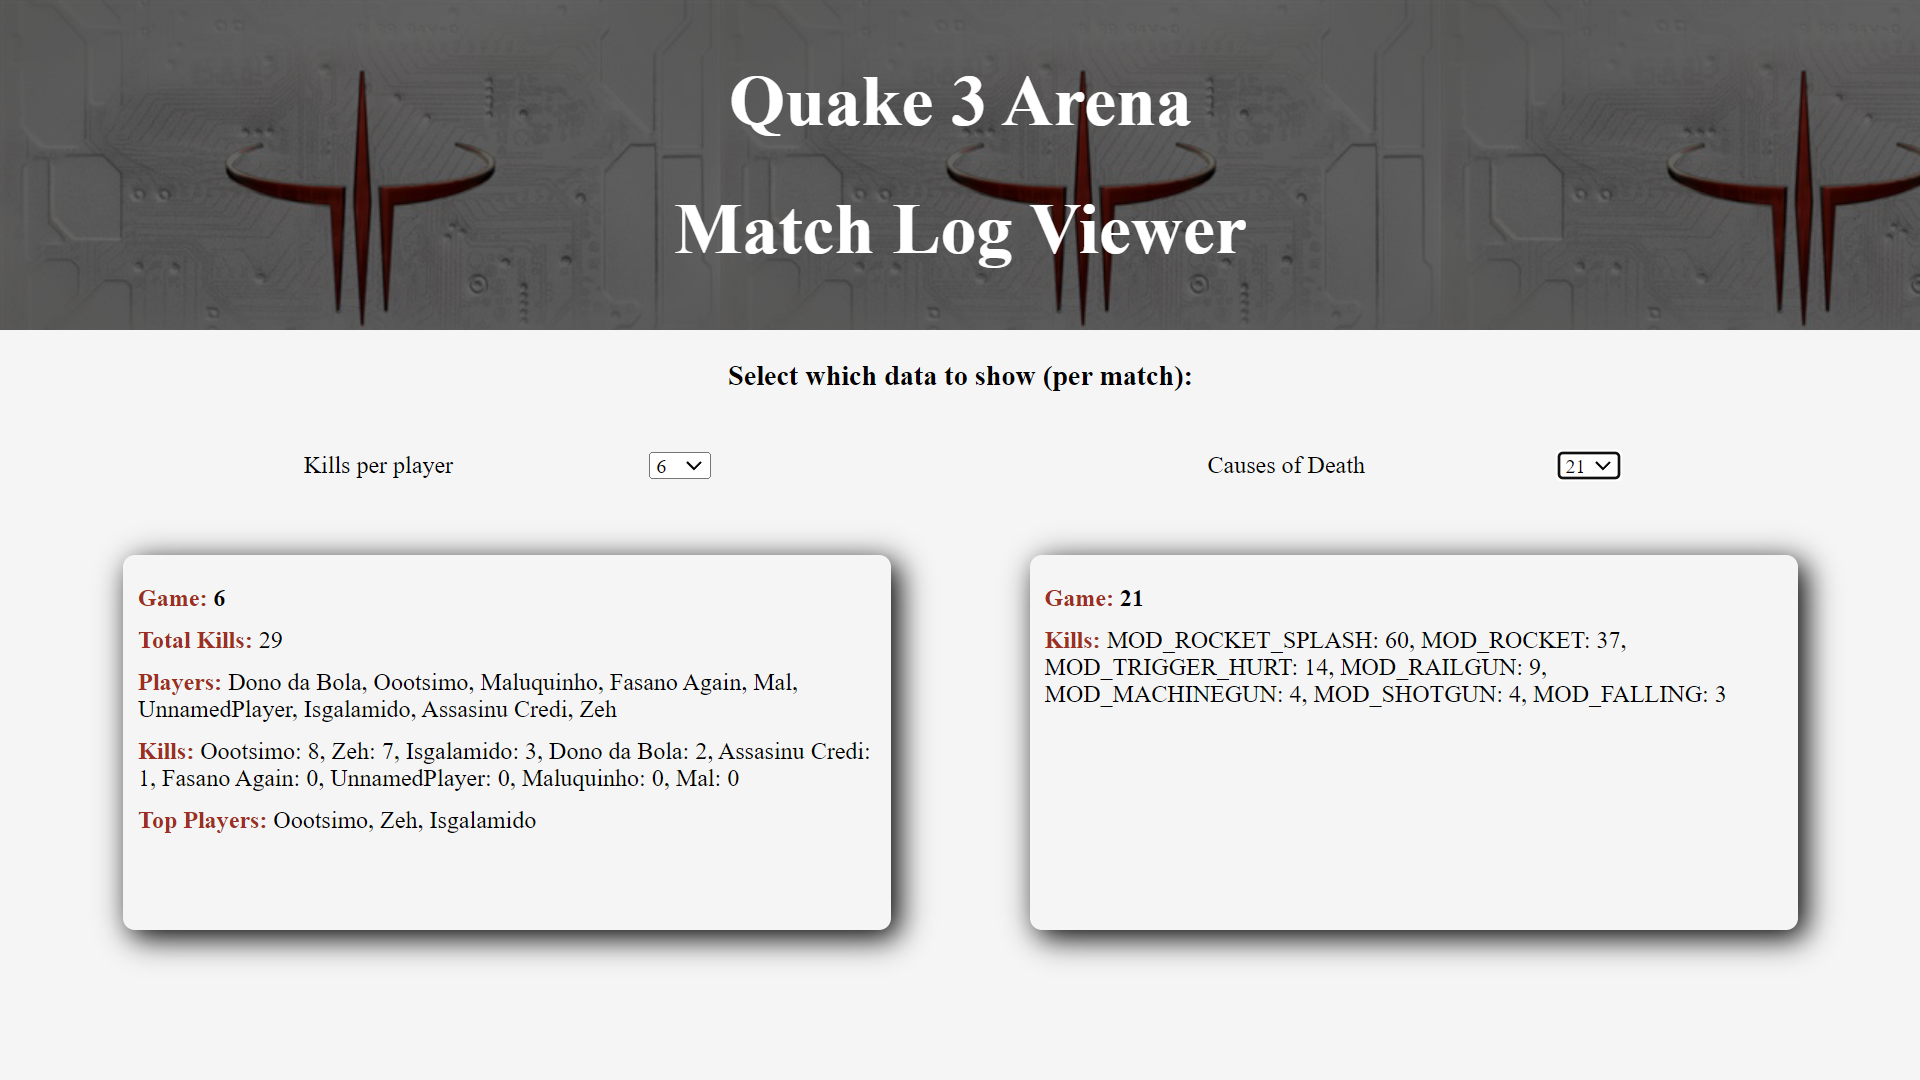 Quake 3 Arena
Match Log Viewer
Select which data to show (per match):
Kills per player
6
Causes of Death
21
Game: 6
Total Kills: 29
Players: Dono da Bola, Oootsimo, Maluquinho, Fasano Again, Mal,
UnnamedPlayer, Isgalamido, Assasinu Credi, Zeh
Kills: Oootsimo: 8, Zeh: 7, Isgalamido: 3, Dono da Bola: 2, Assasinu Credi:
1, Fasano Again: 0, UnnamedPlayer: 0, Maluquinho: 0, Mal: 0
Top Players: Oootsimo, Zeh, Isgalamido
Game: 21
Kills: MOD_ROCKET_SPLASH: 60, MOD_ROCKET: 37,
MOD_TRIGGER_HURT: 14, MOD_RAILGUN: 9,
MOD_MACHINEGUN: 4, MOD_SHOTGUN: 4, MOD_FALLING: 3